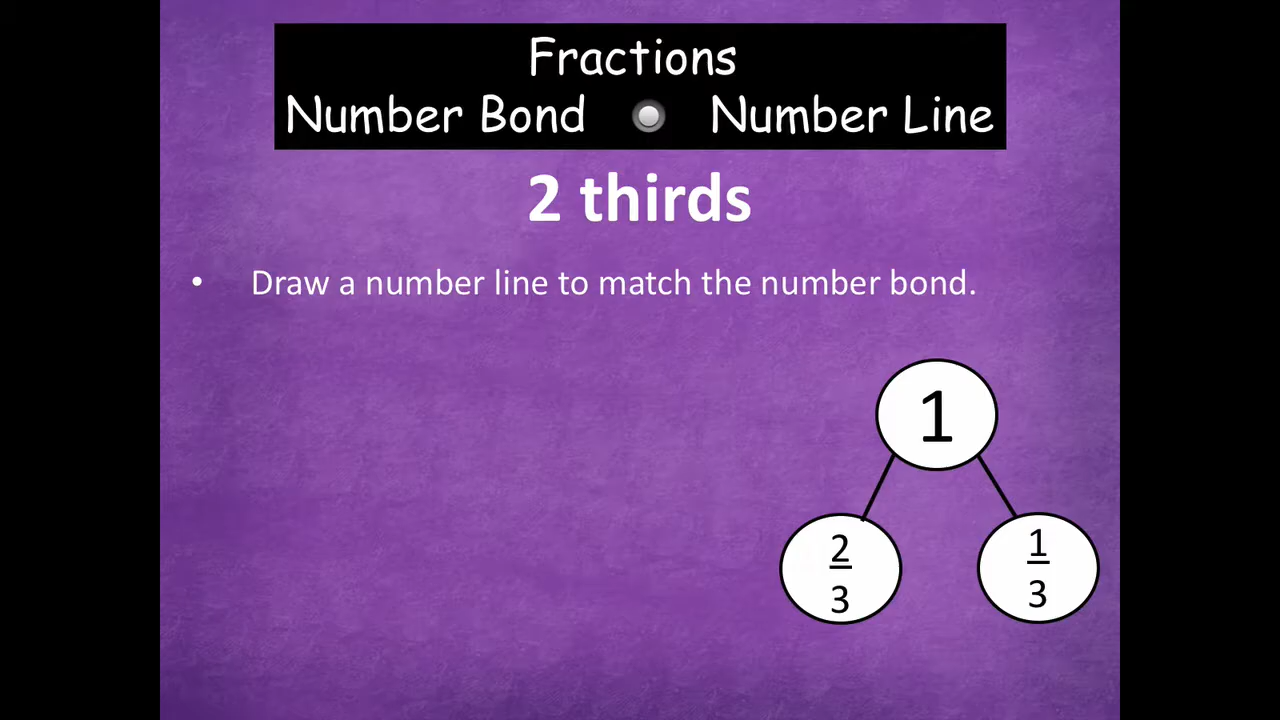 Fractions
Number Bond Number Line
2 thirds
• Draw a number line to match the number bond.
1
2
3
1
3